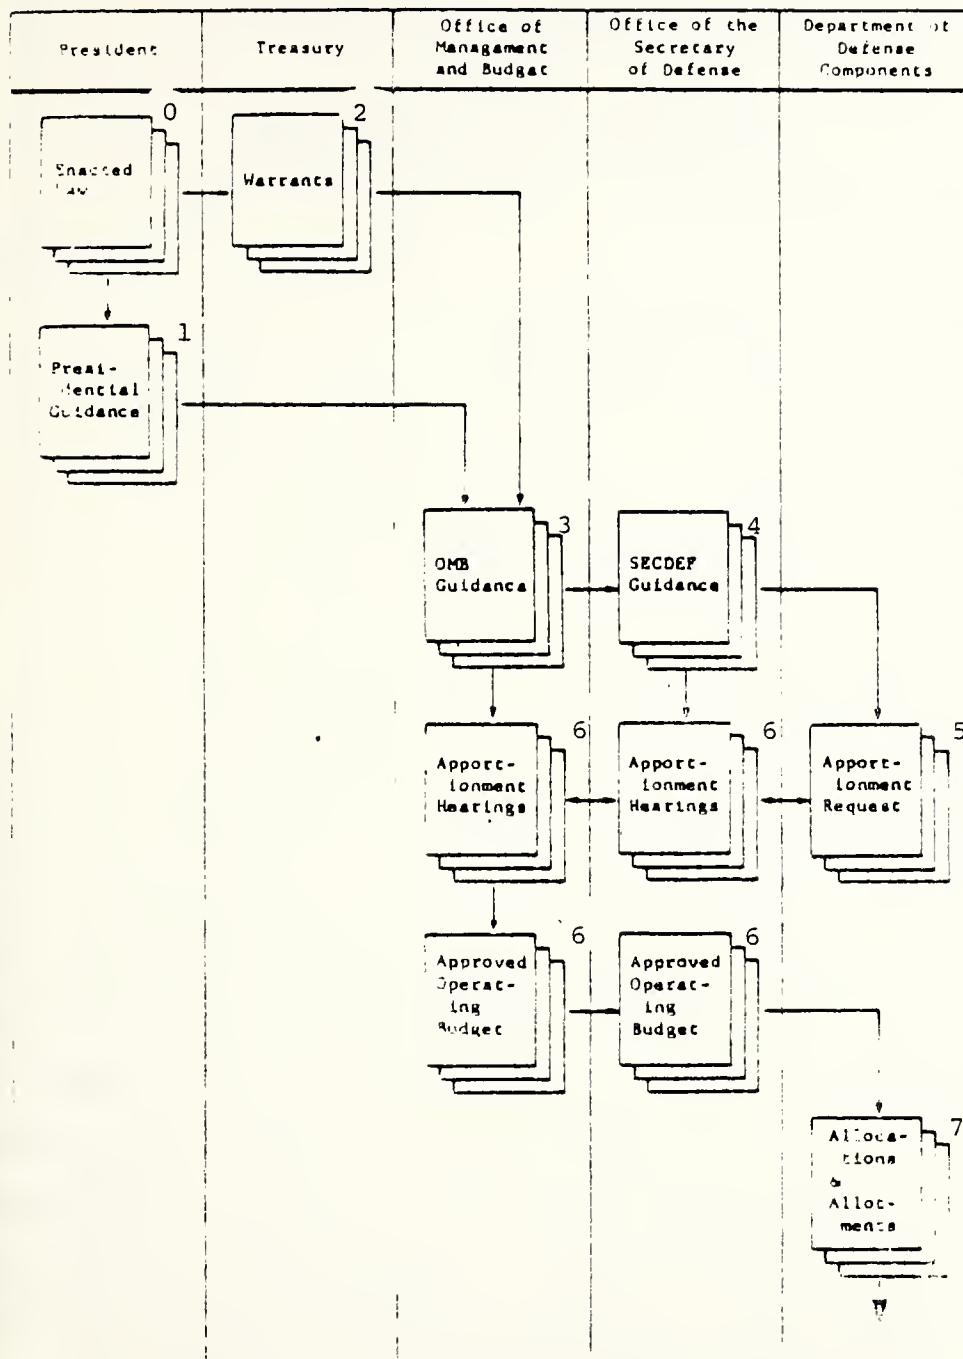 President
Treasury
Office of
Managament
and Budget
Office of the
Secretary
of Defense
Department of
Defense
Components
0
Enacted
2
Warrants
1
Presi-
dential
Guidance
3
OMB
Guidance
4
SECDEF
Guidance
6
Apport-
ionment
Hearings
6
Apport-
ionment
Hearings
5
Apport-
ionment
Request
6
Approved
Operat-
ing
Budget
6
Approved
Operat-
ing
Budget
7
Alloca-
tions
&
Allot-
ments